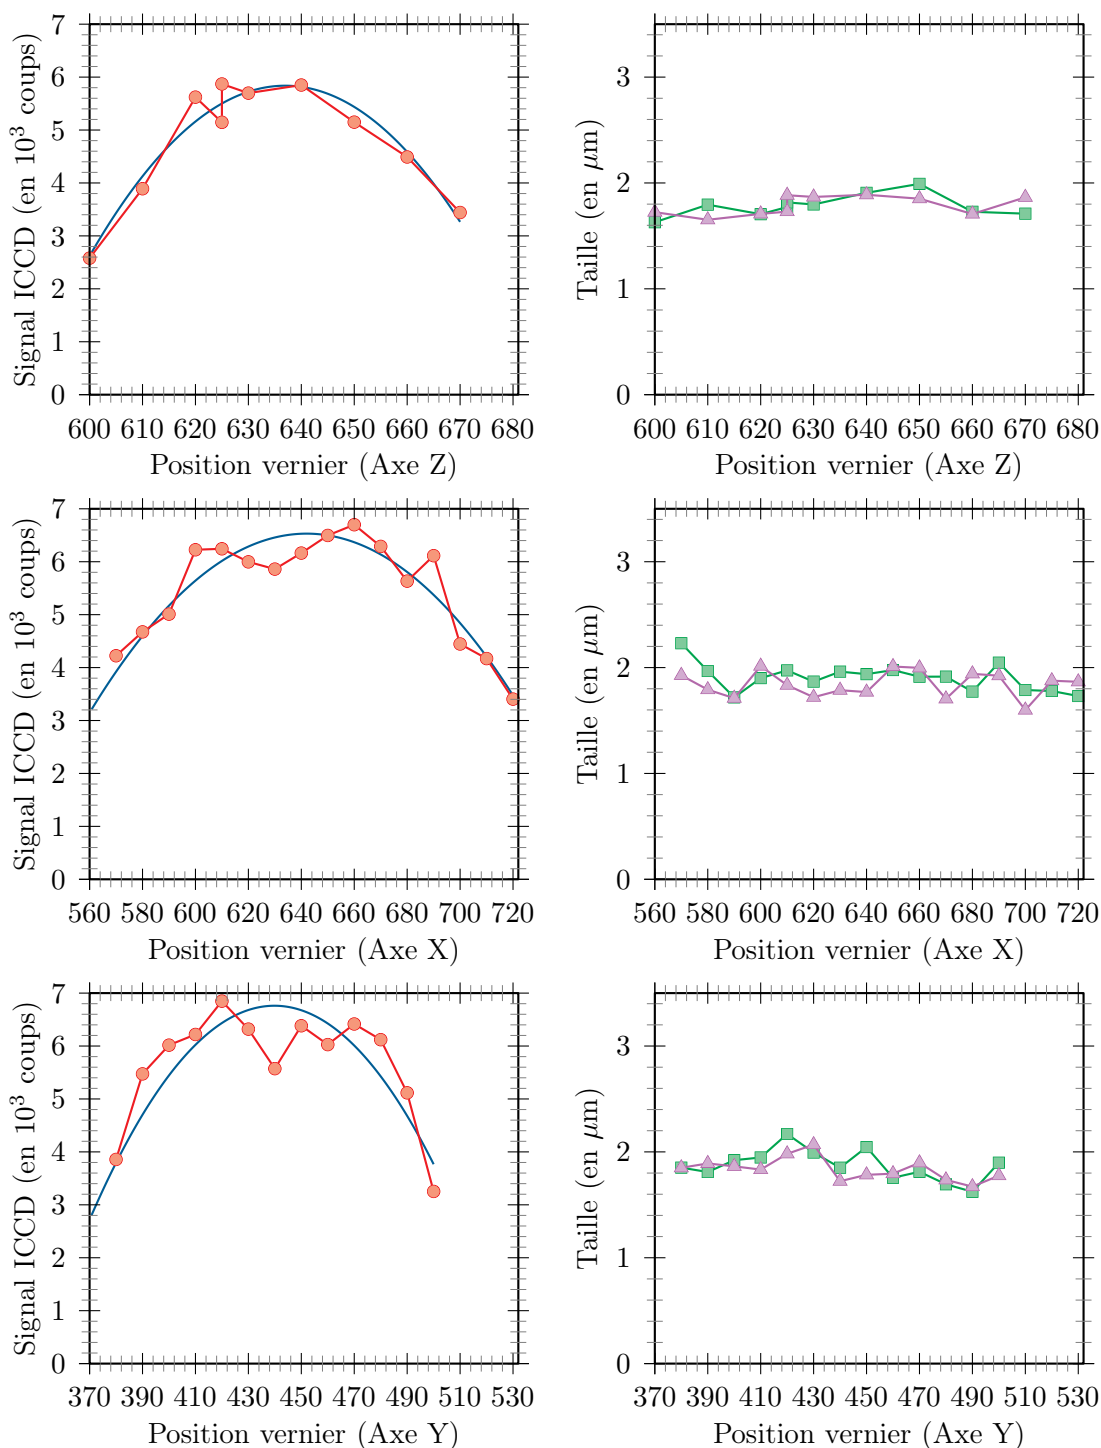 7
6
5
4
3
2
1
0
Signal ICCD (en 10³ coups)
600 610 620 630 640 650 660 670 680
Position vernier (Axe Z)
3
2
1
0
Taille (en μm)
600 610 620 630 640 650 660 670 680
Position vernier (Axe Z)
7
6
5
4
3
2
1
0
Signal ICCD (en 10³ coups)
560 580 600 620 640 660 680 700 720
Position vernier (Axe X)
3
2
1
0
Taille (en μm)
560 580 600 620 640 660 680 700 720
Position vernier (Axe X)
7
6
5
4
3
2
1
0
Signal ICCD (en 10³ coups)
370 390 410 430 450 470 490 510 530
Position vernier (Axe Y)
3
2
1
0
Taille (en μm)
370 390 410 430 450 470 490 510 530
Position vernier (Axe Y)